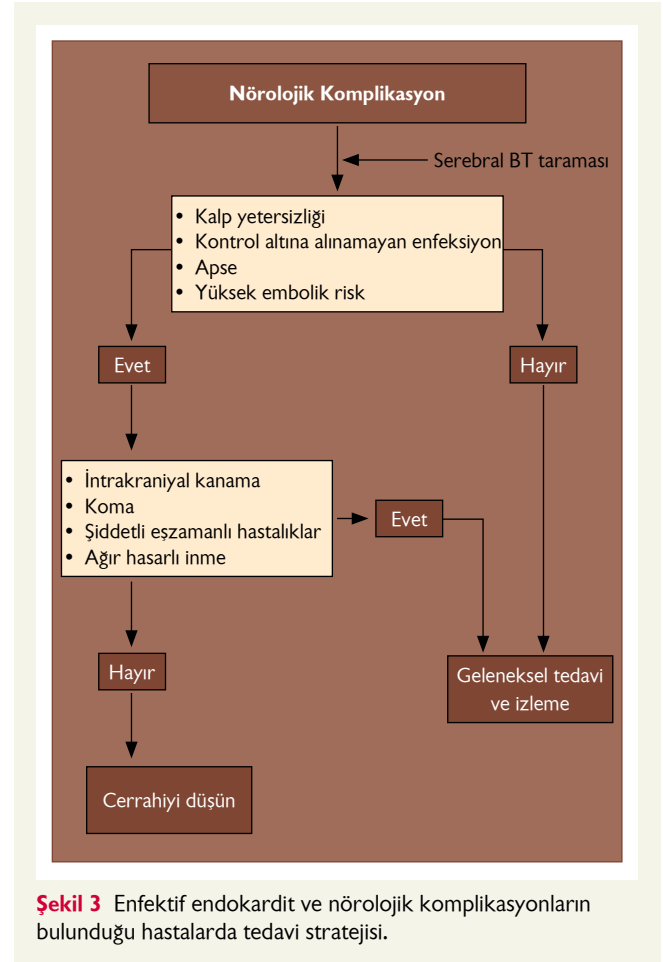 Nörolojik Komplikasyon
Serebral BT taraması
• Kalp yetersizliği
• Kontrol altına alınamayan enfeksiyon
• Apse
• Yüksek embolik risk
Evet
Hayır
• İntrakraniyal kanama
• Koma
• Şiddetli eşzamanlı hastalıklar
• Ağır hasarlı inme
Evet
Hayır
Geleneksel tedavi
ve izleme
Cerrahiyi düşün
Şekil 3 Enfektif endokardit ve nörolojik komplikasyonların
bulunduğu hastalarda tedavi stratejisi.